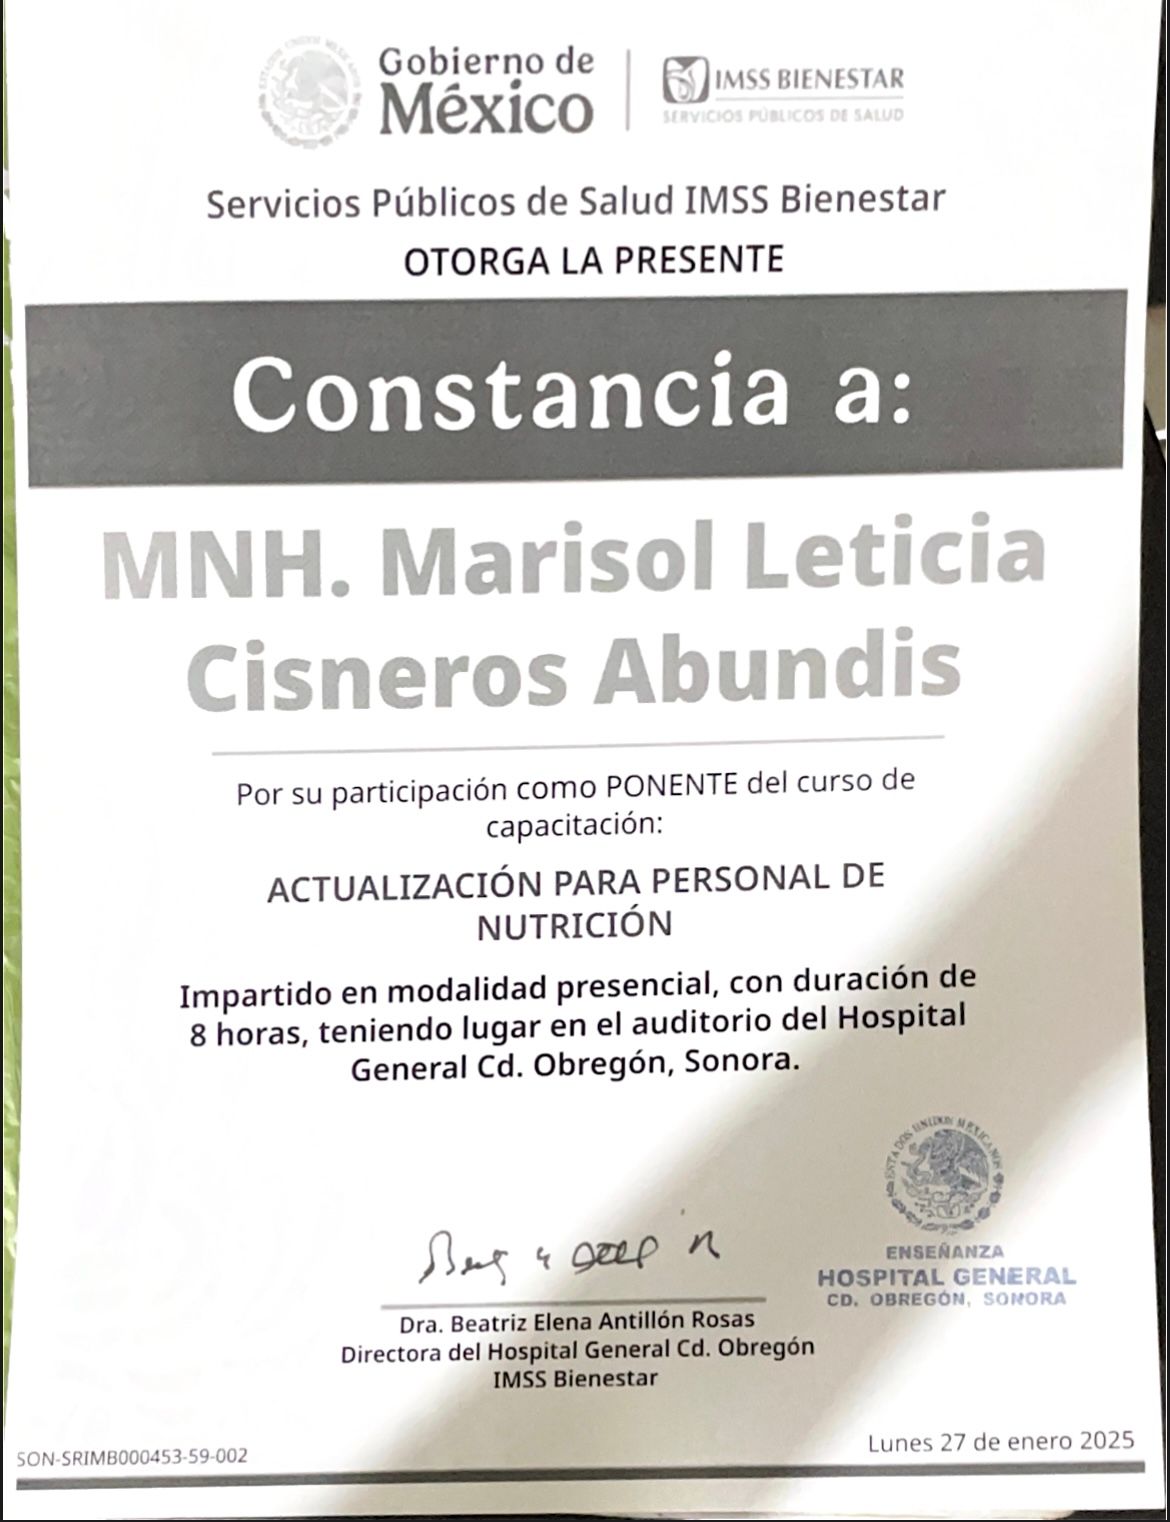 Gobierno de
México
IMSS BIENESTAR
SERVICIOS PÚBLICOS DE SALUD
Servicios Públicos de Salud IMSS Bienestar
OTORGA LA PRESENTE
Constancia a:
MNH. Marisol Leticia
Cisneros Abundis
Por su participación como PONENTE del curso de
capacitación:
ACTUALIZACIÓN PARA PERSONAL DE
NUTRICIÓN
Impartido en modalidad presencial, con duración de
8 horas, teniendo lugar en el auditorio del Hospital
General Cd. Obregón, Sonora.
ESTADOS UNIDOS MEXICANOS
ENSEÑANZA
HOSPITAL GENERAL
CD. OBREGÓN, SONORA
Dra. Beatriz Elena Antillón Rosas
Directora del Hospital General Cd. Obregón
IMSS Bienestar
SON-SRIMB000453-59-002
Lunes 27 de enero 2025